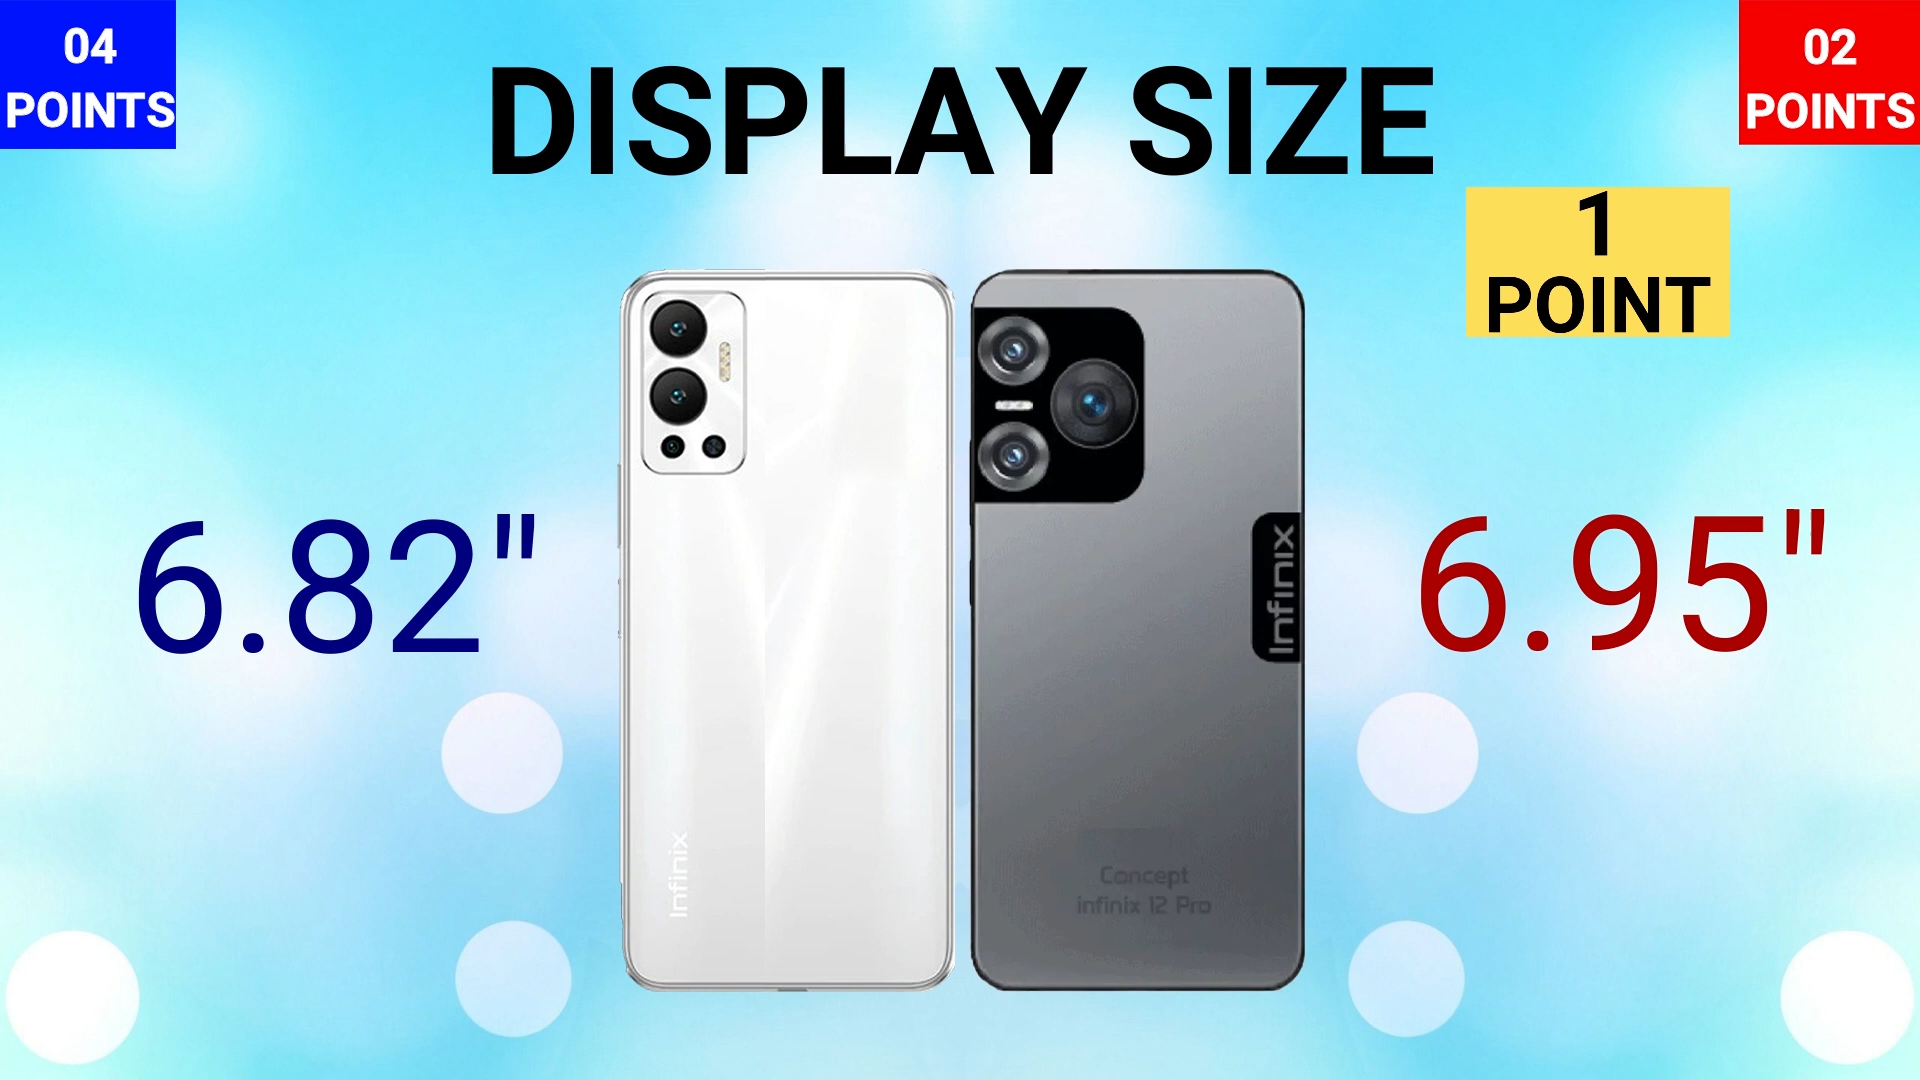 04
POINTS
DISPLAY SIZE
02
POINTS
1
POINT
6.82"
6.95"
Infinix
Infinix
Concept
infinix 12 Pro